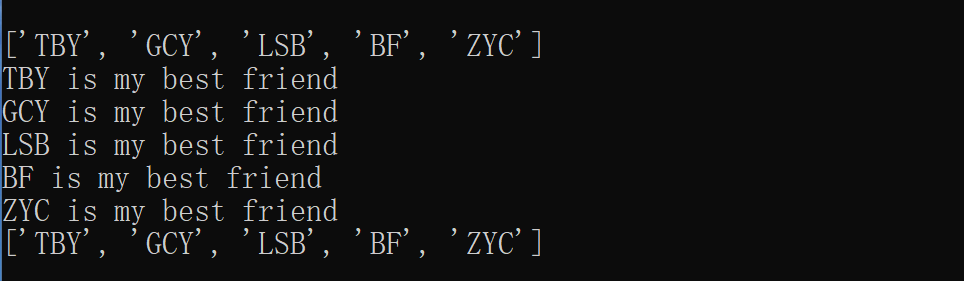 ['TBY', 'GCY', 'LSB', 'BF', 'ZYC']
TBY is my best friend
GCY is my best friend
LSB is my best friend
BF is my best friend
ZYC is my best friend
['TBY', 'GCY', 'LSB', 'BF', 'ZYC']